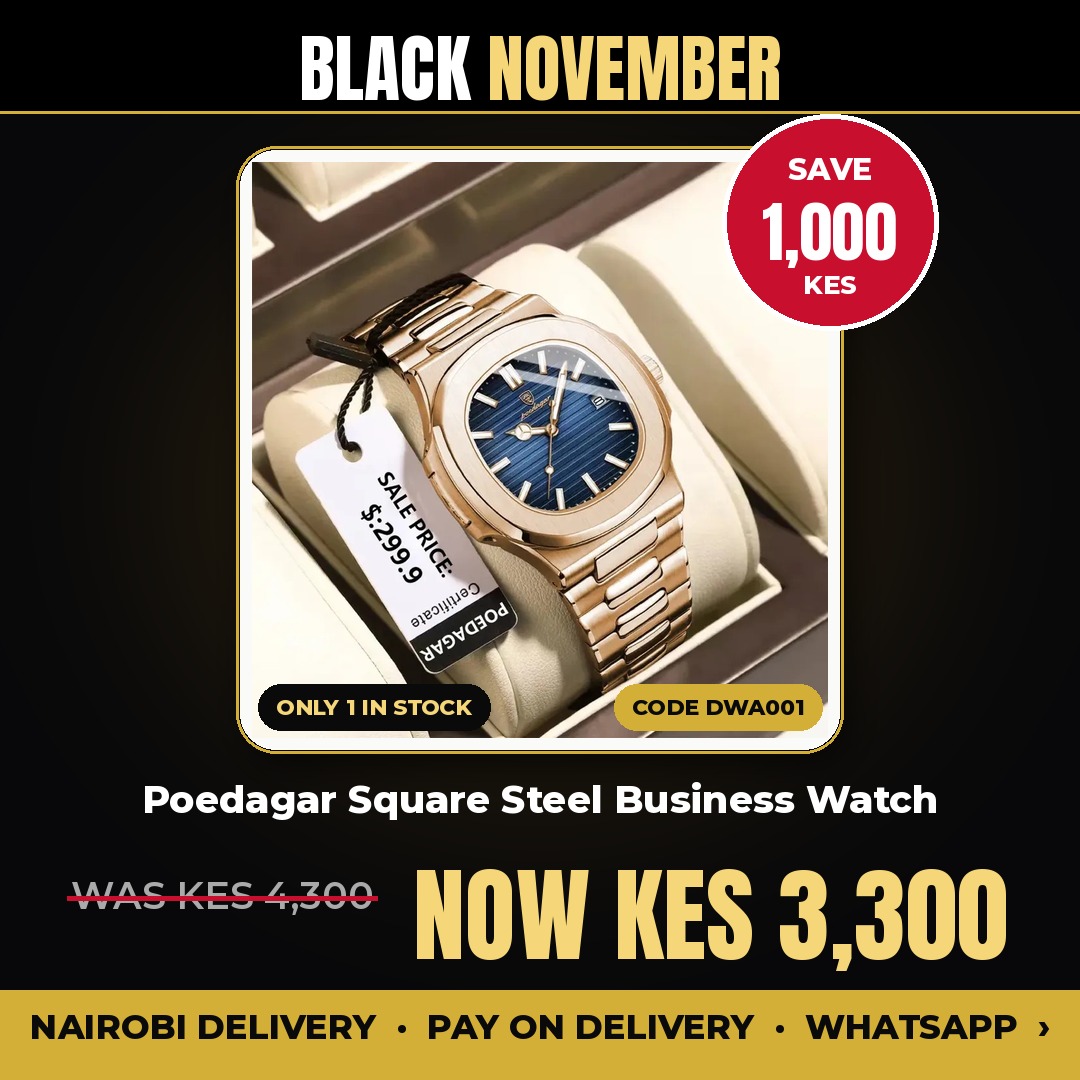 BLACK NOVEMBER
SAVE
1,000
KES
poedagar
SALE PRICE:
$:299.9
Certificate
POEDAGAR
ONLY 1 IN STOCK
CODE DWA001
Poedagar Square Steel Business Watch
WAS KES 4,300
NOW KES 3,300
NAIROBI DELIVERY • PAY ON DELIVERY • WHATSAPP ›